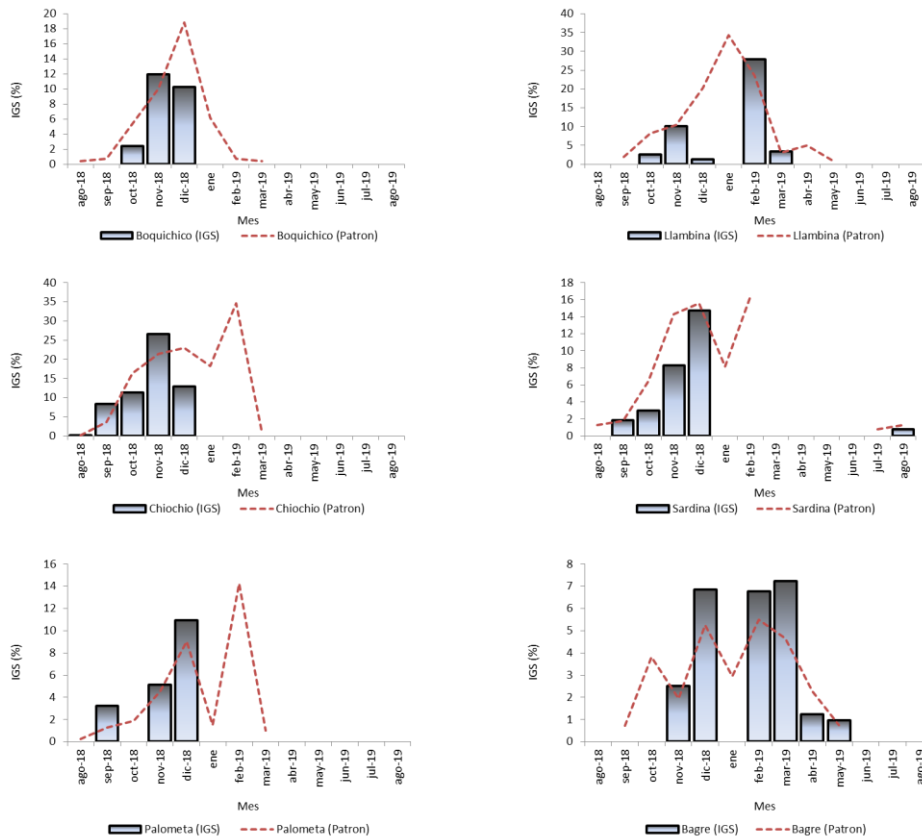 IGS (%)
20
18
16
14
12
10
8
6
4
2
0
ago-18
sep-18
oct-18
nov-18
dic-18
ene
feb-19
mar-19
abr-19
may-19
jun-19
jul-19
ago-19
Mes
Boquichico (IGS) Boquichico (Patron)
IGS (%)
40
35
30
25
20
15
10
5
0
ago-18
sep-18
oct-18
nov-18
dic-18
ene
feb-19
mar-19
abr-19
may-19
jun-19
jul-19
ago-19
Mes
Llambina (IGS) Llambina (Patron)
IGS (%)
40
35
30
25
20
15
10
5
0
ago-18
sep-18
oct-18
nov-18
dic-18
ene
feb-19
mar-19
abr-19
may-19
jun-19
jul-19
ago-19
Mes
Chiochio (IGS) Chiochio (Patron)
IGS (%)
18
16
14
12
10
8
6
4
2
0
ago-18
sep-18
oct-18
nov-18
dic-18
ene
feb-19
mar-19
abr-19
may-19
jun-19
jul-19
ago-19
Mes
Sardina (IGS) Sardina (Patron)
IGS (%)
16
14
12
10
8
6
4
2
0
ago-18
sep-18
oct-18
nov-18
dic-18
ene
feb-19
mar-19
abr-19
may-19
jun-19
jul-19
ago-19
Mes
Palometa (IGS) Palometa (Patron)
IGS (%)
8
7
6
5
4
3
2
1
0
ago-18
sep-18
oct-18
nov-18
dic-18
ene
feb-19
mar-19
abr-19
may-19
jun-19
jul-19
ago-19
Mes
Bagre (IGS) Bagre (Patron)